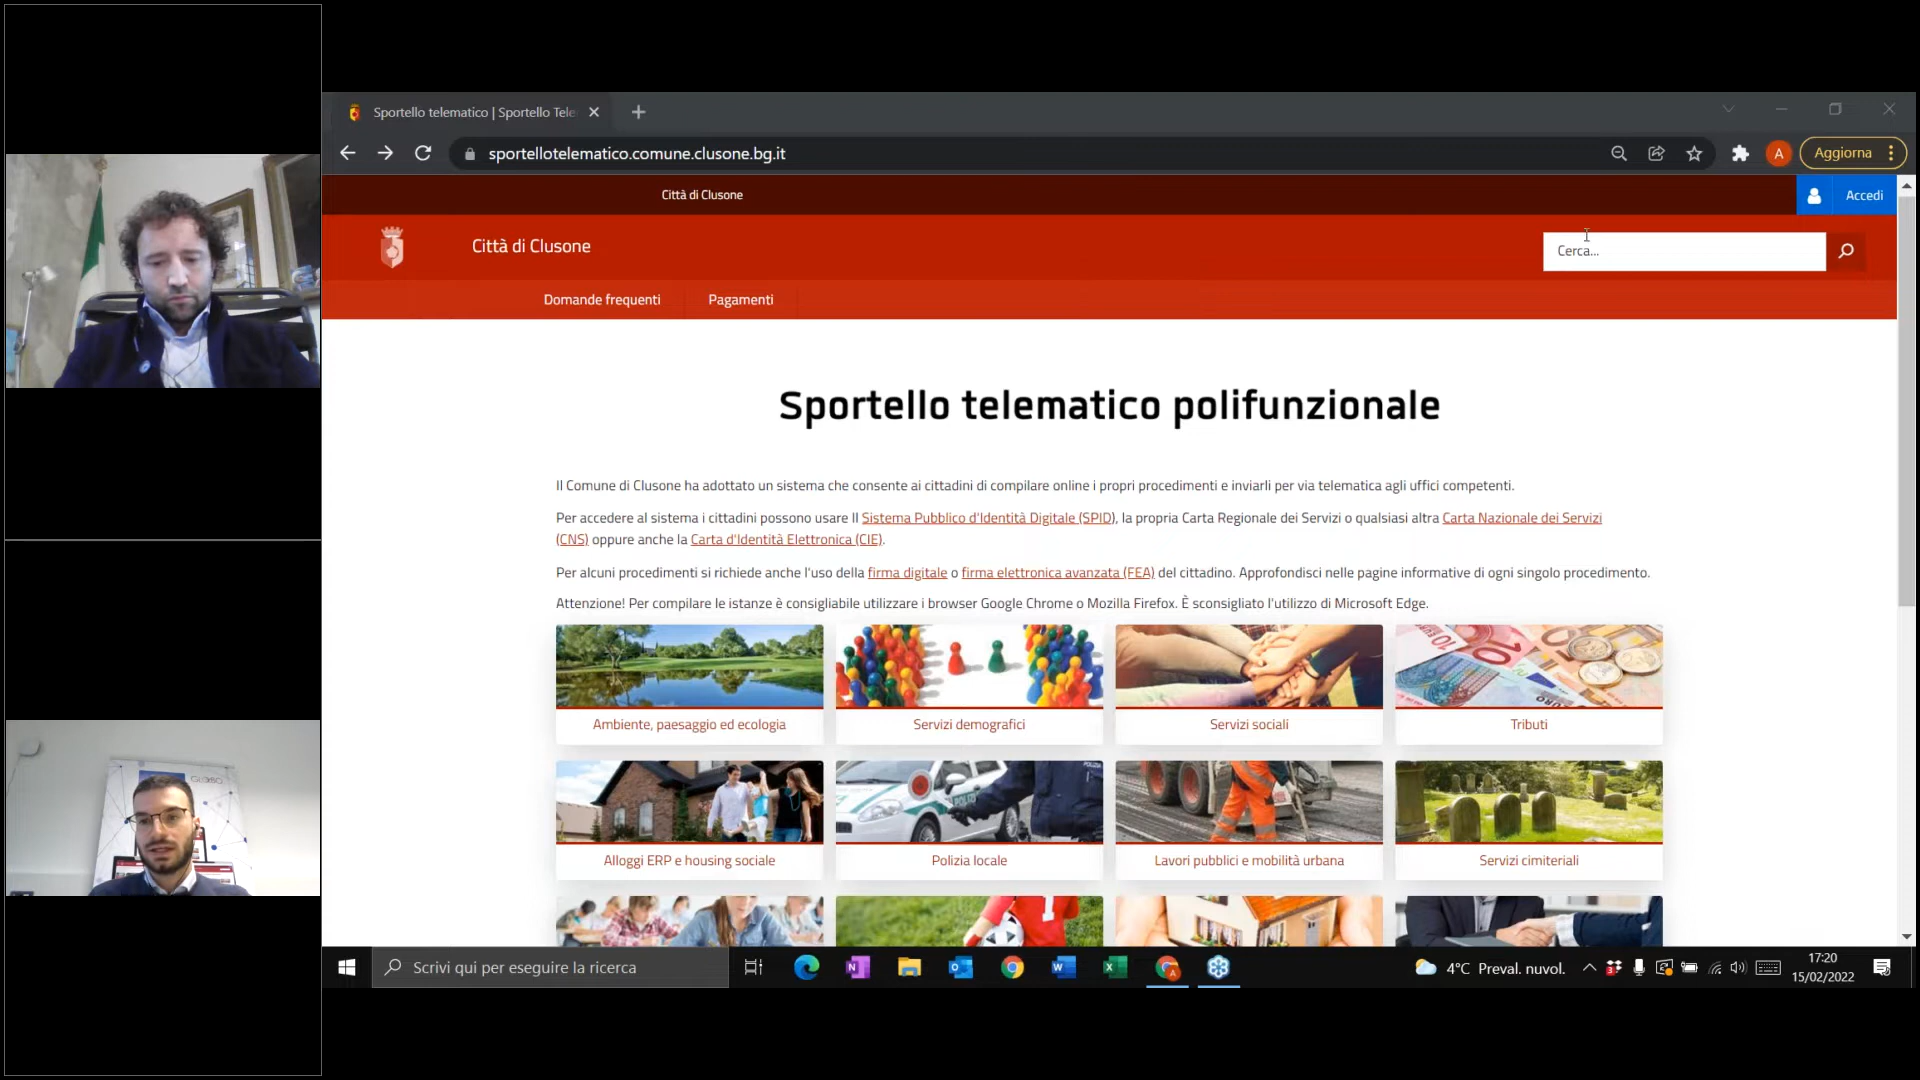 Sportello telematico | Sportello Tele
sportellotelematico.comune.clusone.bg.it
A
Aggiorna
Città di Clusone
Accedi
Città di Clusone
Cerca...
Domande frequenti
Pagamenti
Sportello telematico polifunzionale
Il Comune di Clusone ha adottato un sistema che consente ai cittadini di compilare online i propri procedimenti e inviarli per via telematica agli uffici competenti.
Per accedere al sistema i cittadini possono usare Il Sistema Pubblico d'Identità Digitale (SPID), la propria Carta Regionale dei Servizi o qualsiasi altra Carta Nazionale dei Servizi
(CNS) oppure anche la Carta d'Identità Elettronica (CIE).
Per alcuni procedimenti si richiede anche l'uso della firma digitale o firma elettronica avanzata (FEA) del cittadino. Approfondisci nelle pagine informative di ogni singolo procedimento.
Attenzione! Per compilare le istanze è consigliabile utilizzare i browser Google Chrome o Mozilla Firefox. È sconsigliato l'utilizzo di Microsoft Edge.
Ambiente, paesaggio ed ecologia
Servizi demografici
Servizi sociali
Tributi
Alloggi ERP e housing sociale
Polizia locale
Lavori pubblici e mobilità urbana
Servizi cimiteriali
Scrivi qui per eseguire la ricerca
4°C Preval. nuvol.
17:20
15/02/2022